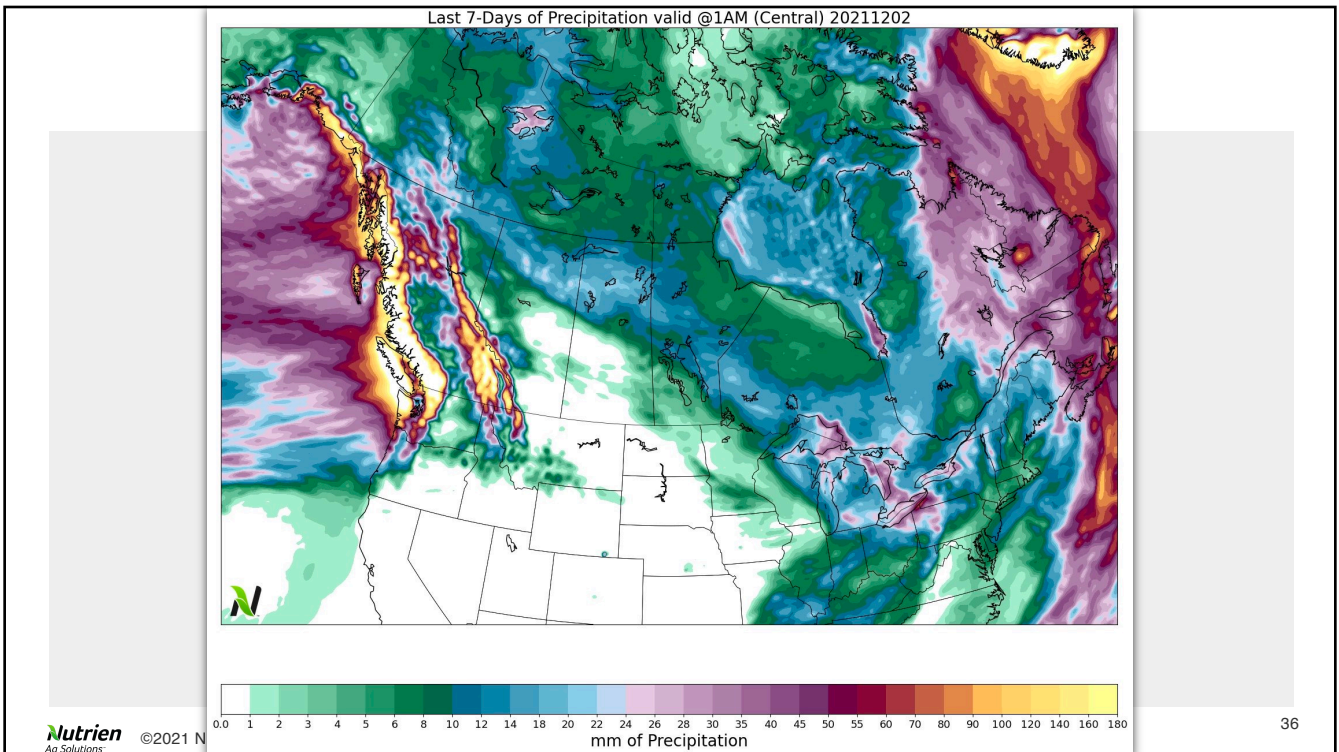 Last 7-Days of Precipitation valid @1AM (Central) 20211202
0.0 1 2 3 4 5 6 8 10 12 14 18 20 22 24 26 28 30 35 40 45 50 55 60 70 80 90 100 120 140 160 180
mm of Precipitation
Nutrien
Ag Solutions
©2021 N
36